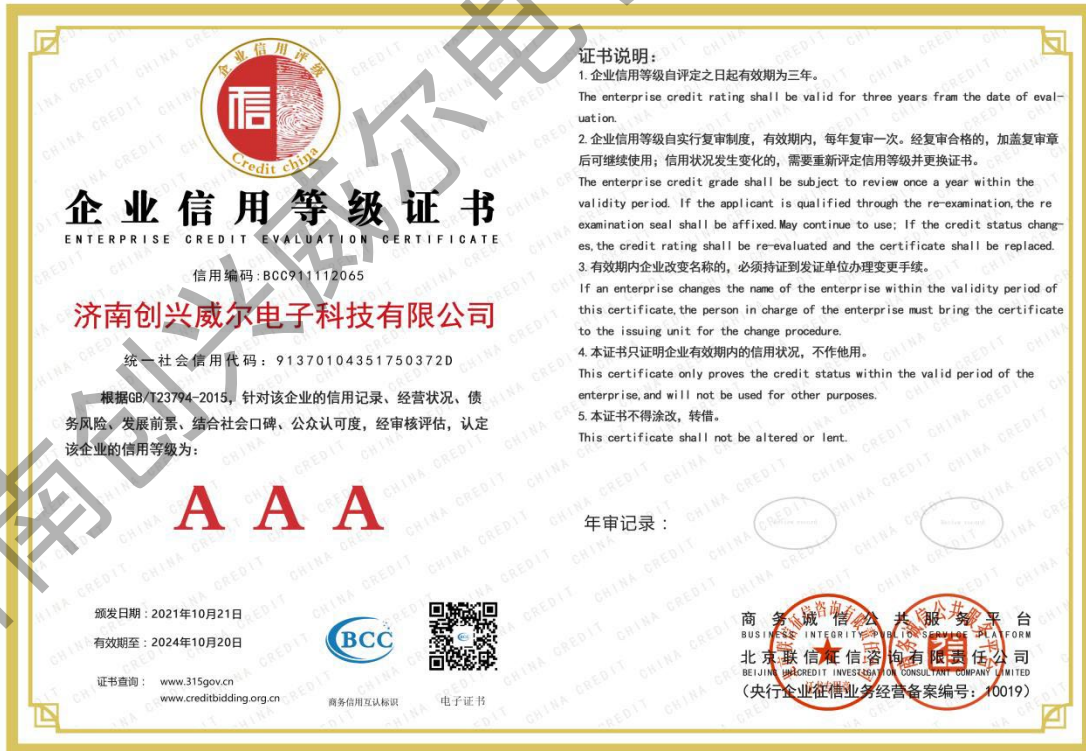 企业信用评级
信
Credit china
企业信用等级证书
ENTERPRISE CREDIT EVALUATION CERTIFICATE
信用编码:BCC911112065
济南创兴威尔电子科技有限公司
统一社会信用代码:91370104351750372D
根据GB/T23794-2015,针对该企业的信用记录、经营状况、债
务风险、发展前景、结合社会口碑、公众认可度,经审核评估,认定
该企业的信用等级为:
A A A
颁发日期:2021年10月21日
有效期至:2024年10月20日
证书查询: www.315gov.cn
www.creditbidding.org.cn
BCC
商务信用互认标识
电子证书
证书说明:
1. 企业信用等级自评定之日起有效期为三年。
The enterprise credit rating shall be valid for three years fram the date of eval-
uation.
2. 企业信用等级自实行复审制度,有效期内,每年复审一次。经复审合格的,加盖复审章
后可继续使用;信用状况发生变化的,需要重新评定信用等级并更换证书。
The enterprise credit grade shall be subject to review once a year within the
validity period. If the applicant is qualified through the re-examination,the re
examination seal shall be affixed.May continue to use; If the credit status chang-
es,the credit rating shall be re-evaluated and the certificate shall be replaced.
3. 有效期内企业改变名称的,必须持证到发证单位办理变更手续。
If an enterprise changes the name of the enterprise within the validity period of
this certificate,the person in charge of the enterprise must bring the certificate
to the issuing unit for the change procedure.
4. 本证书只证明企业有效期内的信用状况,不作他用。
This certificate only proves the credit status within the valid period of the
enterprise,and will not be used for other purposes.
5. 本证书不得涂改,转借。
This certificate shall not be altered or lent.
年审记录:
商务诚信公共服务平台
BUSINESS INTEGRITY PUBLIC SERVICE PLATFORM
北京联信征信咨询有限责任公司
BEIJING UNICREDIT INVESTIGATION CONSULTANT COMPANY LIMITED
(央行企业征信业务经营备案编号:10019)
南创兴威尔电
CHINA CREDIT